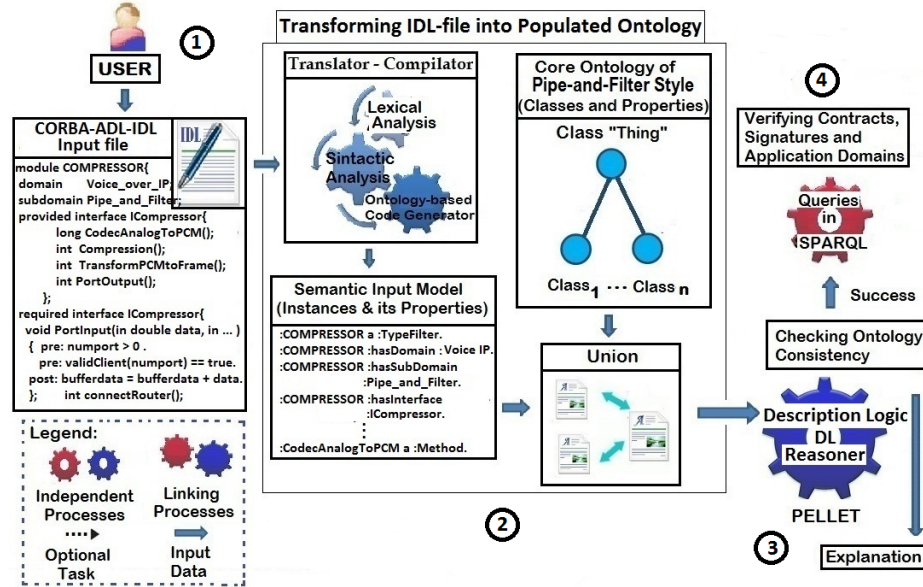 1
USER
CORBA-ADL-IDL
Input file
IDL
module COMPRESSOR{
domain Voice_over_IP;
subdomain Pipe_and_Filter;
provided interface ICompressor{
long CodecAnalogToPCM();
int Compression();
int TransformPCMtoFrame();
int PortOutput();
};
required interface ICompressor{
void PortInput(in double data, in ... )
{ pre: numport > 0 .
pre: validClient(numport) == true.
post: bufferdata = bufferdata + data.
}; int connectRouter();
Legend:
Independent
Processes
Linking
Processes
Optional
Task
Input
Data
Transforming IDL-file into Populated Ontology
Translator - Compilator
Lexical
Analysis
Sintactic
Analysis
Ontology-based
Code Generator
Core Ontology of
Pipe-and-Filter Style
(Classes and Properties)
Class "Thing"
Class1 ... Class n
Semantic Input Model
(Instances & its Properties)
:COMPRESSOR a :TypeFilter.
:COMPRESSOR :hasDomain :Voice IP.
:COMPRESSOR :hasSubDomain
:Pipe_and_Filter.
:COMPRESSOR :hasInterface
:ICompressor.
:CodecAnalogToPCM a :Method.
Union
2
4
Verifying Contracts,
Signatures and
Application Domains
Queries
in
SPARQL
Success
Checking Ontology
Consistency
Description Logic
DL
Reasoner
PELLET
3
Explanation